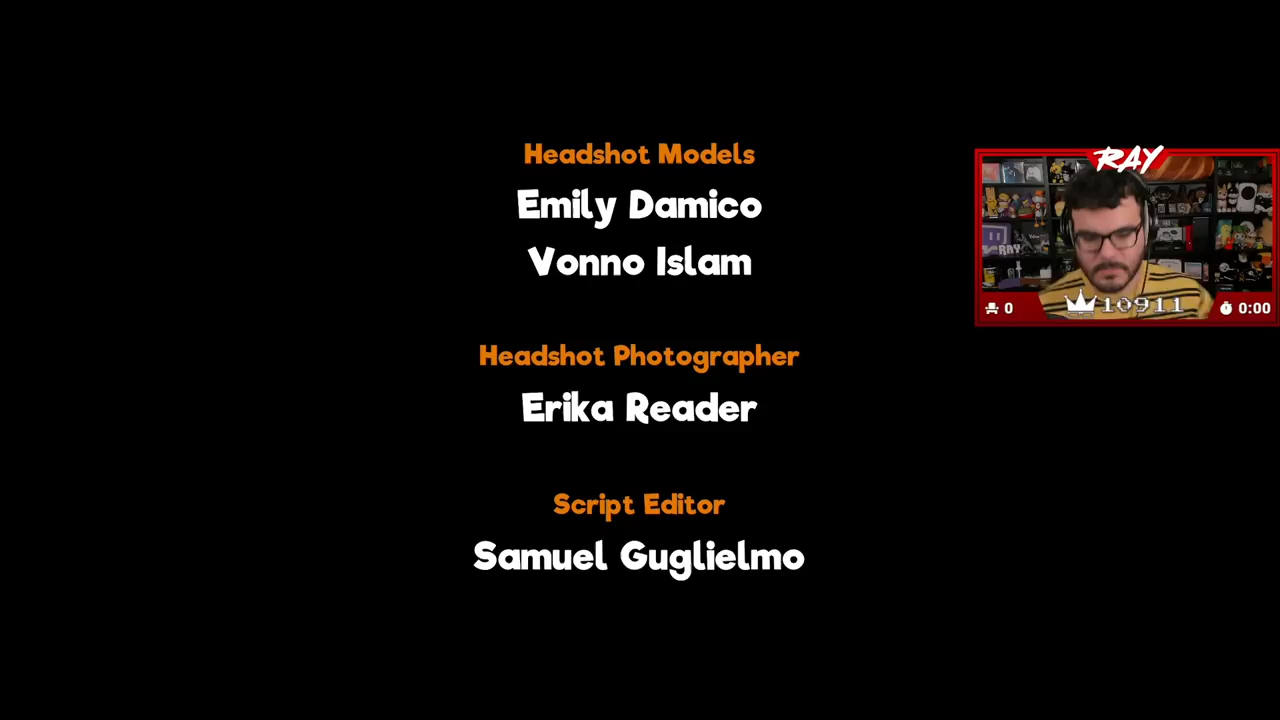 Headshot Models
Emily Damico
Vonno Islam
Headshot Photographer
Erika Reader
Script Editor
Samuel Guglielmo
RAY
RAY
0
10911
0:00